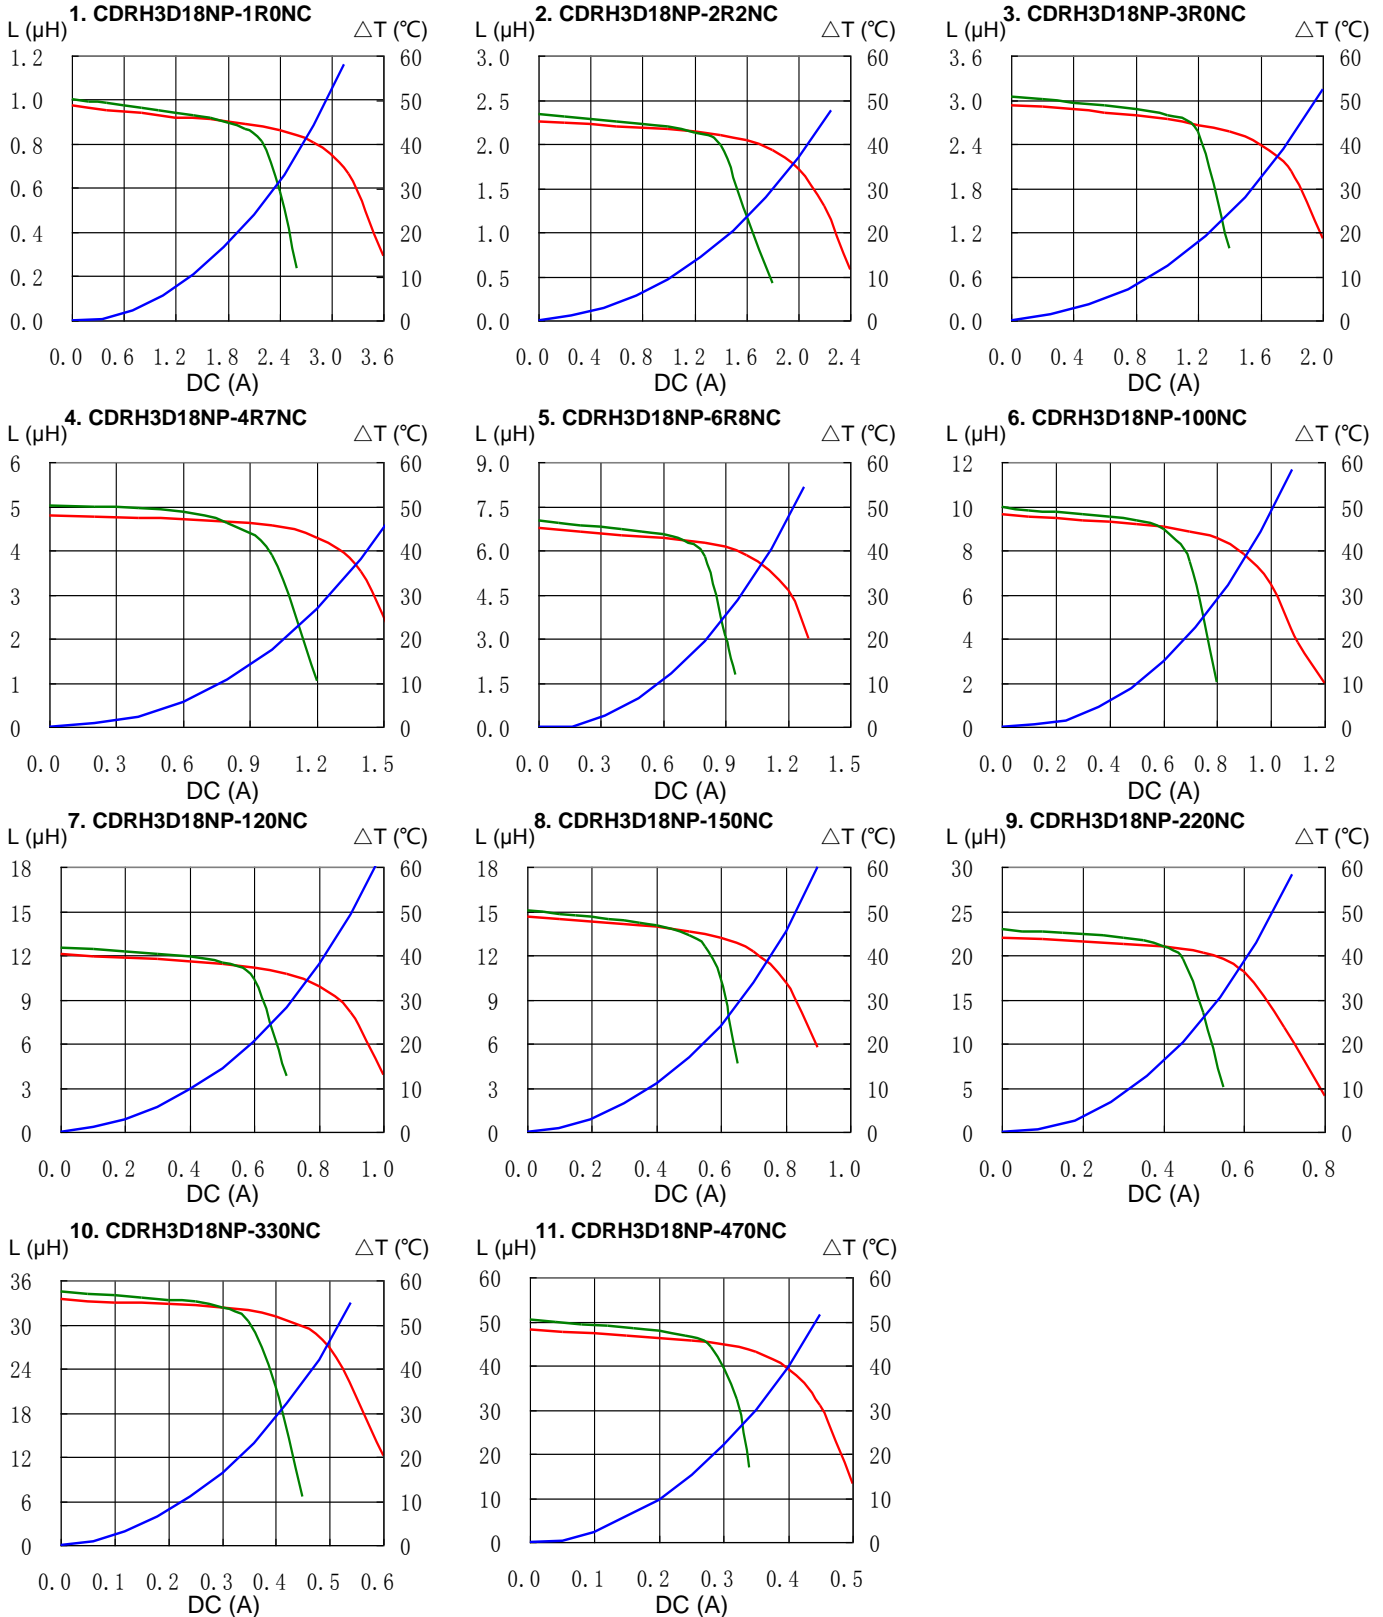 1. CDRH3D18NP-1R0NC
L (μH) △T (℃)
1.2 60
1.0 50
0.8 40
0.6 30
0.4 20
0.2 10
0.0 0
0.0 0.6 1.2 1.8 2.4 3.0 3.6
DC (A)
2. CDRH3D18NP-2R2NC
L (μH) △T (℃)
3.0 60
2.5 50
2.0 40
1.5 30
1.0 20
0.5 10
0.0 0
0.0 0.4 0.8 1.2 1.6 2.0 2.4
DC (A)
3. CDRH3D18NP-3R0NC
L (μH) △T (℃)
3.6 60
3.0 50
2.4 40
1.8 30
1.2 20
0.6 10
0.0 0
0.0 0.4 0.8 1.2 1.6 2.0
DC (A)
4. CDRH3D18NP-4R7NC
L (μH) △T (℃)
6 60
5 50
4 40
3 30
2 20
1 10
0 0
0.0 0.3 0.6 0.9 1.2 1.5
DC (A)
5. CDRH3D18NP-6R8NC
L (μH) △T (℃)
9.0 60
7.5 50
6.0 40
4.5 30
3.0 20
1.5 10
0.0 0
0.0 0.3 0.6 0.9 1.2 1.5
DC (A)
6. CDRH3D18NP-100NC
L (μH) △T (℃)
12 60
10 50
8 40
6 30
4 20
2 10
0 0
0.0 0.2 0.4 0.6 0.8 1.0 1.2
DC (A)
7. CDRH3D18NP-120NC
L (μH) △T (℃)
18 60
15 50
12 40
9 30
6 20
3 10
0 0
0.0 0.2 0.4 0.6 0.8 1.0
DC (A)
8. CDRH3D18NP-150NC
L (μH) △T (℃)
18 60
15 50
12 40
9 30
6 20
3 10
0 0
0.0 0.2 0.4 0.6 0.8 1.0
DC (A)
9. CDRH3D18NP-220NC
L (μH) △T (℃)
30 60
25 50
20 40
15 30
10 20
5 10
0 0
0.0 0.2 0.4 0.6 0.8
DC (A)
10. CDRH3D18NP-330NC
L (μH) △T (℃)
36 60
30 50
24 40
18 30
12 20
6 10
0 0
0.0 0.1 0.2 0.3 0.4 0.5 0.6
DC (A)
11. CDRH3D18NP-470NC
L (μH) △T (℃)
60 60
50 50
40 40
30 30
20 20
10 10
0 0
0.0 0.1 0.2 0.3 0.4 0.5
DC (A)